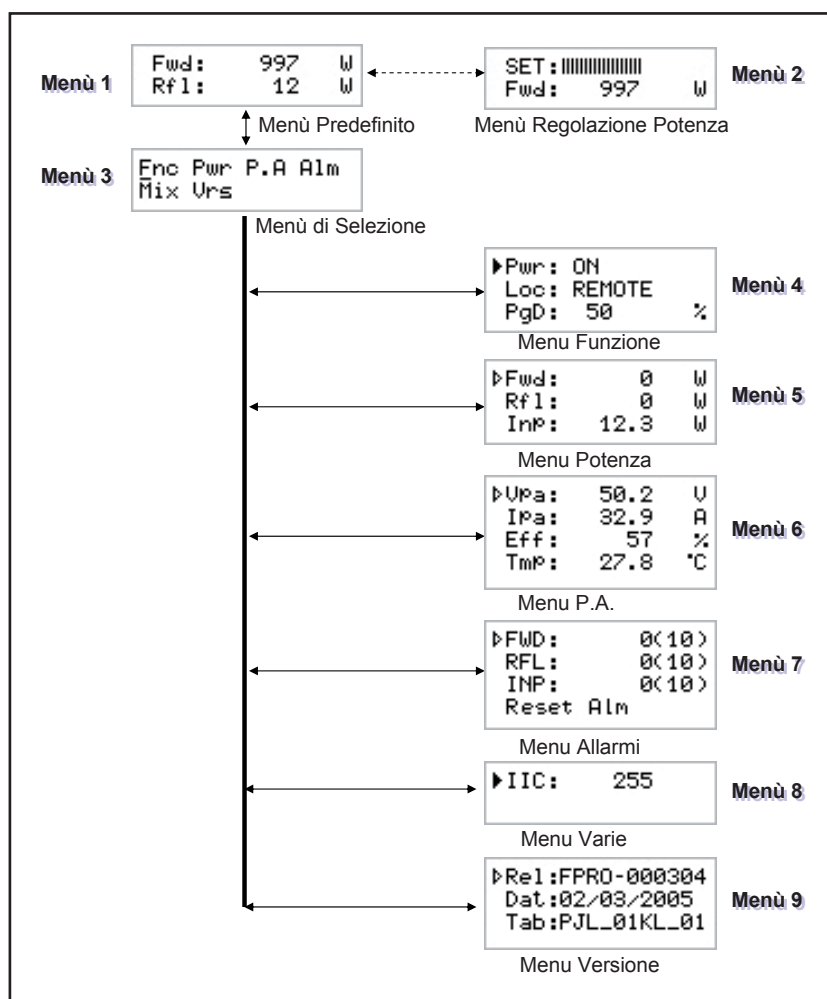 Menù 1
Fwd: 997 W
Rfl: 12 W
SET:
Fwd: 997 W
Menù 2
Menù Predefinito
Menù Regolazione Potenza
Menù 3
Fnc Pwr P.A Alm
Mix Vrs
Menù di Selezione
Pwr: ON
Loc: REMOTE
PgD: 50 %
Menù 4
Menu Funzione
Fwd: 0 W
Rfl: 0 W
Inp: 12.3 W
Menù 5
Menu Potenza
Vpa: 50.2 V
Ipa: 32.9 A
Eff: 57 %
Tmp: 27.8 °C
Menù 6
Menu P.A.
FWD: 0(10)
RFL: 0(10)
INP: 0(10)
Reset Alm
Menù 7
Menu Allarmi
IIC: 255
Menù 8
Menu Varie
Rel:FPRO-000304
Dat:02/03/2005
Tab:PJL_01KL_01
Menù 9
Menu Versione